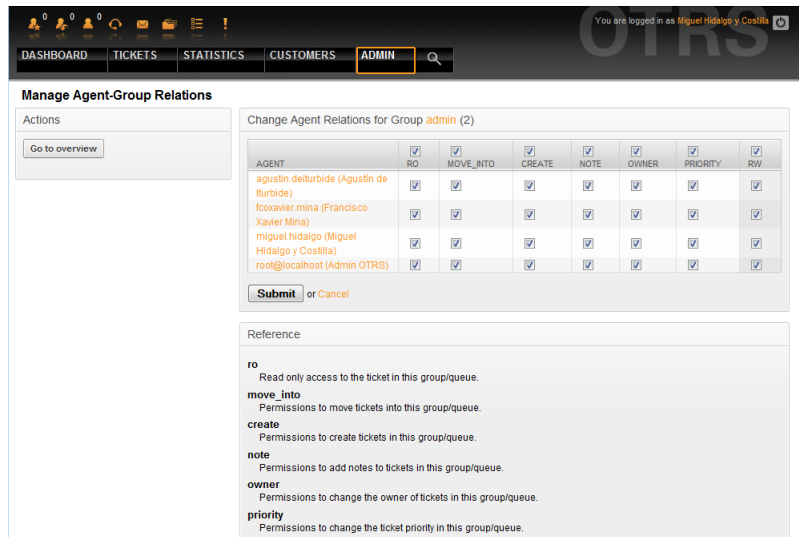 0 0 0
You are logged in as Miguel Hidalgo y Costilla
OTRS
DASHBOARD TICKETS STATISTICS CUSTOMERS ADMIN
Manage Agent-Group Relations
Actions
Go to overview
Change Agent Relations for Group admin (2)
AGENT RO MOVE_INTO CREATE NOTE OWNER PRIORITY RW
agustin.deiturbide (Agustín de
Iturbide)
fcoxavier.mina (Francisco
Xavier Mina)
miguel.hidalgo (Miguel
Hidalgo y Costilla)
root@localhost (Admin OTRS)
Submit or Cancel
Reference
ro
Read only access to the ticket in this group/queue.
move_into
Permissions to move tickets into this group/queue.
create
Permissions to create tickets in this group/queue.
note
Permissions to add notes to tickets in this group/queue.
owner
Permissions to change the owner of tickets in this group/queue.
priority
Permissions to change the ticket priority in this group/queue.